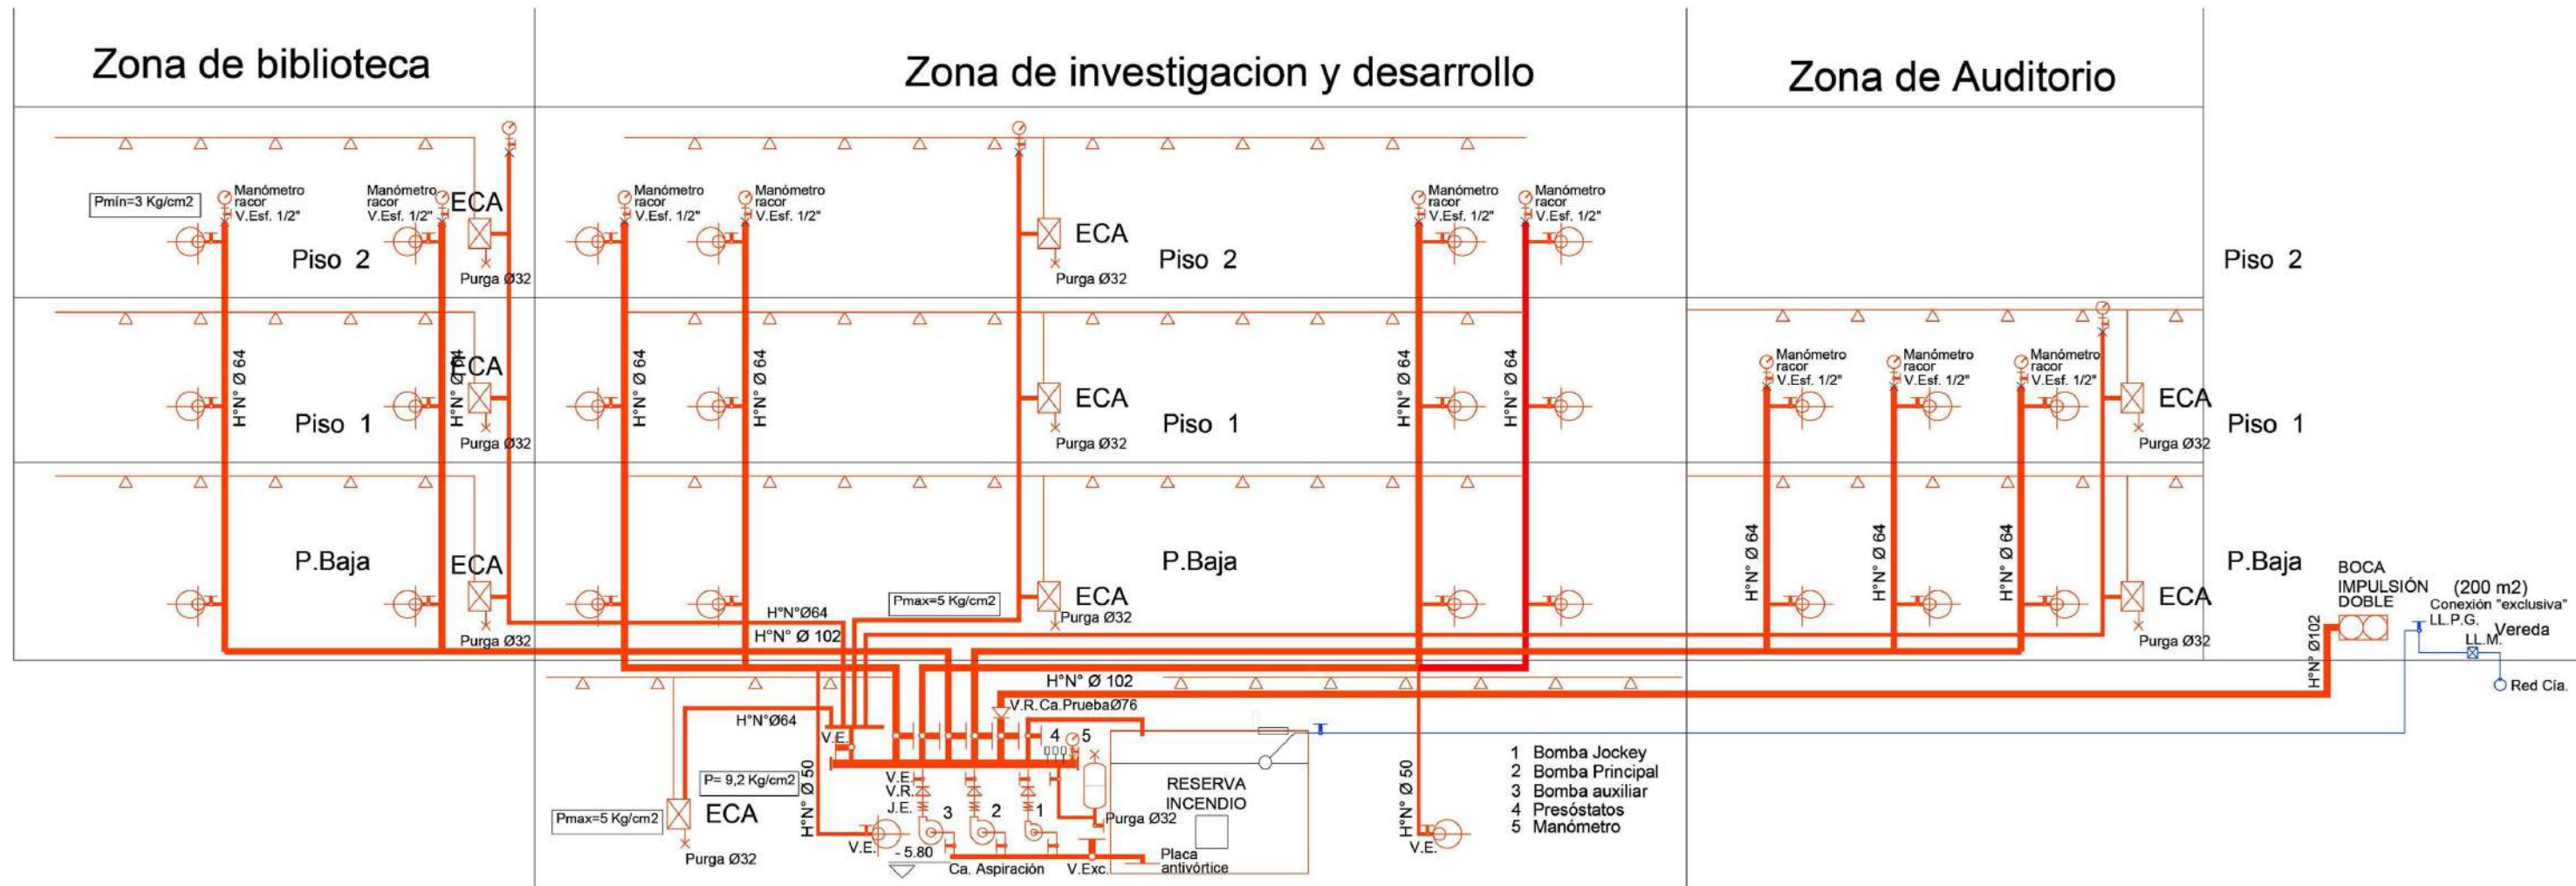 Zona de biblioteca
Zona de investigacion y desarrollo
Zona de Auditorio
Pmín=3 Kg/cm2
Manómetro
racor
V.Esf. 1/2"
Manómetro
racor
V.Esf. 1/2"
ECA
Piso 2
Purga Ø32
Manómetro
racor
V.Esf. 1/2"
Manómetro
racor
V.Esf. 1/2"
ECA
Piso 2
Purga Ø32
Manómetro
racor
V.Esf. 1/2"
Manómetro
racor
V.Esf. 1/2"
Piso 2
H°N° Ø 64
H°N° Ø 64
ECA
Piso 1
Purga Ø32
H°N° Ø 64
H°N° Ø 64
ECA
Piso 1
Purga Ø32
H°N° Ø 64
H°N° Ø 64
Manómetro
racor
V.Esf. 1/2"
Manómetro
racor
V.Esf. 1/2"
Manómetro
racor
V.Esf. 1/2"
ECA
Purga Ø32
Piso 1
P.Baja
ECA
Purga Ø32
H°N°Ø64
H°N° Ø 102
Pmax=5 Kg/cm2
ECA
Purga Ø32
P.Baja
H°N° Ø 64
H°N° Ø 64
H°N° Ø 64
ECA
Purga Ø32
P.Baja
BOCA
IMPULSIÓN
DOBLE
(200 m2)
Conexión "exclusiva"
LL.P.G.
Vereda
LL.M.
Red Cía.
H°N° Ø102
H°N° Ø 102
H°N°Ø64
V.E.
V.R.
Ca.PruebaØ76
4
5
P= 9,2 Kg/cm2
Pmax=5 Kg/cm2
ECA
Purga Ø32
H°N° Ø 50
V.E.
V.R.
J.E.
3
2
1
V.E.
- 5.80
Ca. Aspiración
V.Exc.
Purga Ø32
Placa
antivórtice
RESERVA
INCENDIO
H°N° Ø 50
V.E.
1 Bomba Jockey
2 Bomba Principal
3 Bomba auxiliar
4 Presóstatos
5 Manómetro